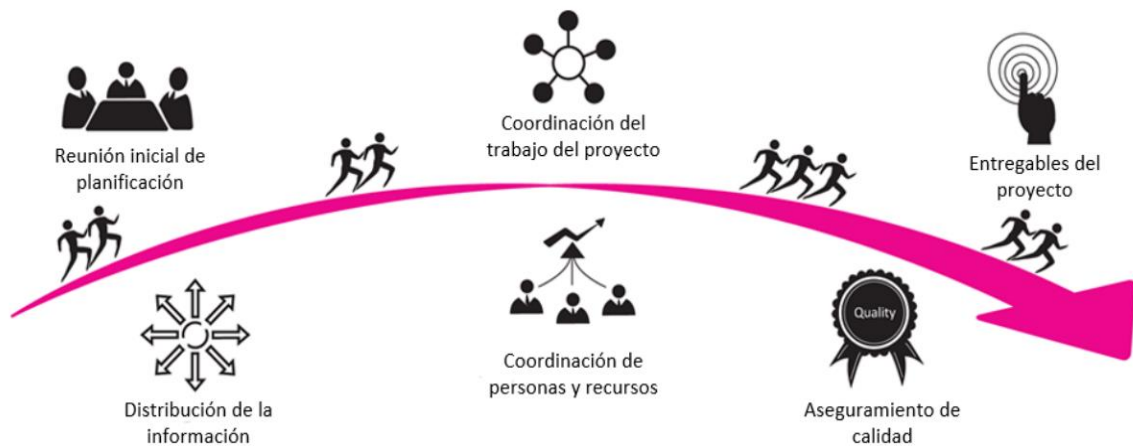 Reunión inicial de
planificación
Coordinación del
trabajo del proyecto
Entregables del
proyecto
Distribución de la
información
Coordinación de
personas y recursos
Quality
Aseguramiento de
calidad